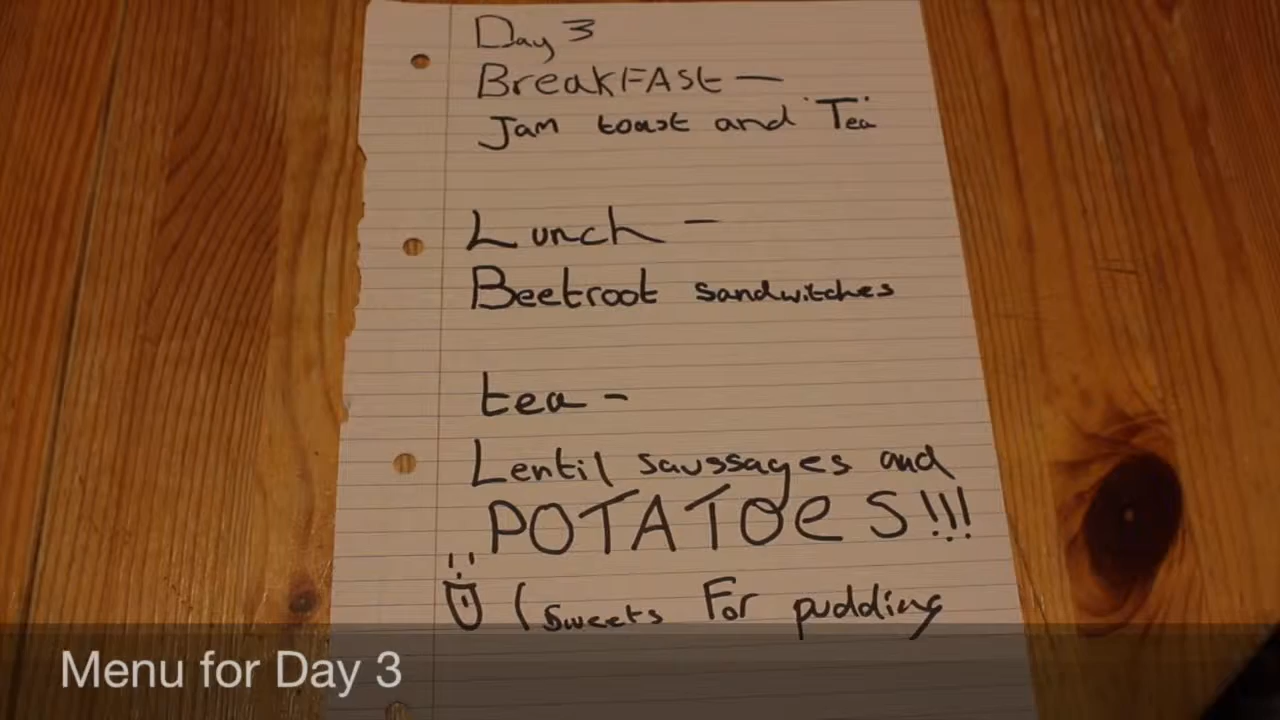 Day 3
BreakFASt —
Jam toast and 'Tea'
Lunch -
Beetroot sandwitches
tea -
Lentil saussages and
POTATOeS!!!
(Sweets For pudding
Menu for Day 3